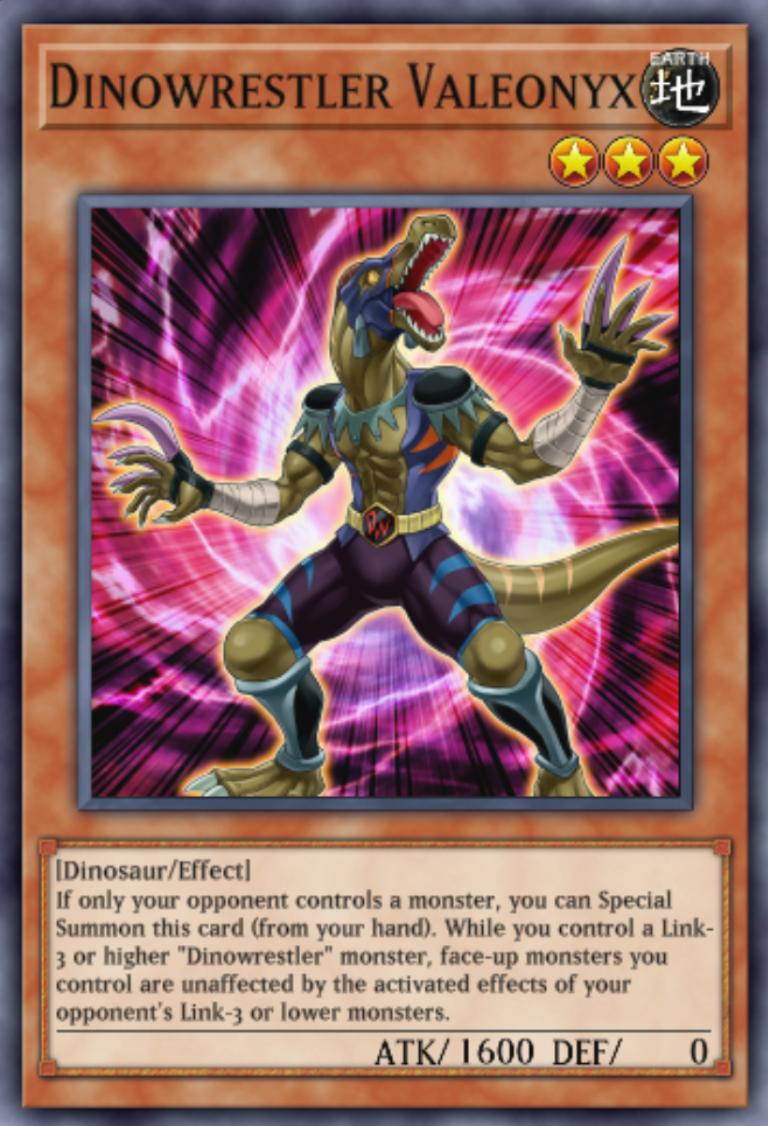 DINOWRESTLER VALEONYX
EARTH
地
[Dinosaur/Effect]
If only your opponent controls a monster, you can Special
Summon this card (from your hand). While you control a Link-
3 or higher "Dinowrestler" monster, face-up monsters you
control are unaffected by the activated effects of your
opponent's Link-3 or lower monsters.
ATK/ 1600 DEF/ 0